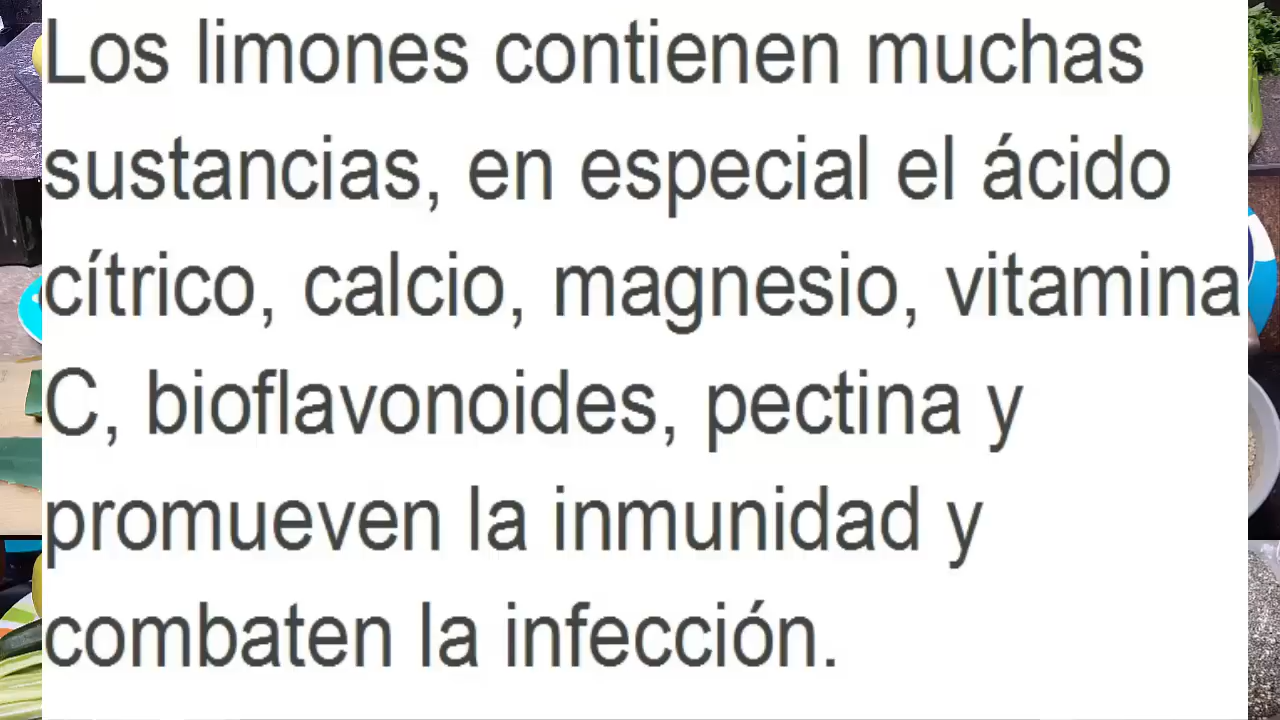 Los limones contienen muchas
sustancias, en especial el ácido
cítrico, calcio, magnesio, vitamina
C, bioflavonoides, pectina y
promueven la inmunidad y
combaten la infección.